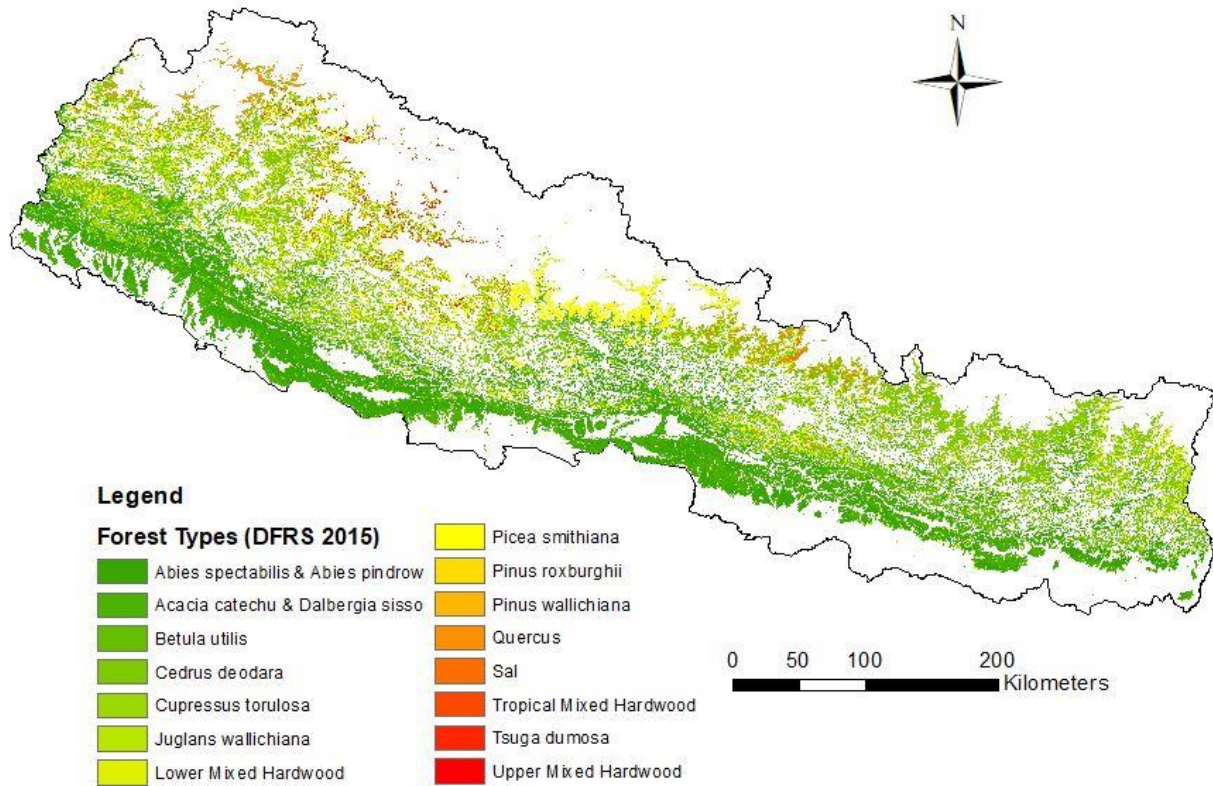 N
Legend
Forest Types (DFRS 2015)
Abies spectabilis & Abies pindrow
Acacia catechu & Dalbergia sisso
Betula utilis
Cedrus deodara
Cupressus torulosa
Juglans wallichiana
Lower Mixed Hardwood
Picea smithiana
Pinus roxburghii
Pinus wallichiana
Quercus
Sal
Tropical Mixed Hardwood
Tsuga dumosa
Upper Mixed Hardwood
0 50 100 200
Kilometers